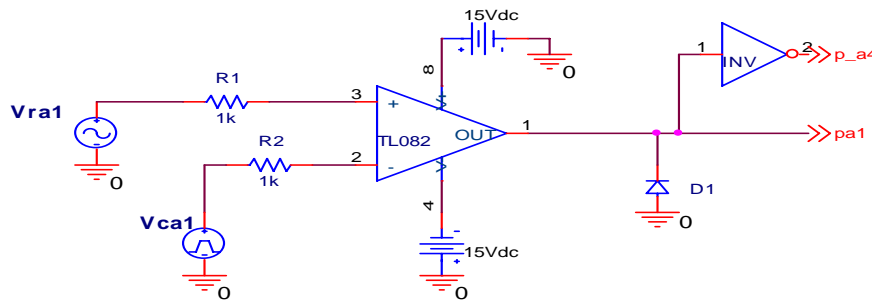 15Vdc
+
-
0
8
1
INV
2
p_a4
R1
1k
3
+
Vra1
+
-
0
OUT
TL082
1
pa1
R2
1k
2
-
D1
0
4
Vca1
+
-
0
-
15Vdc
+
0